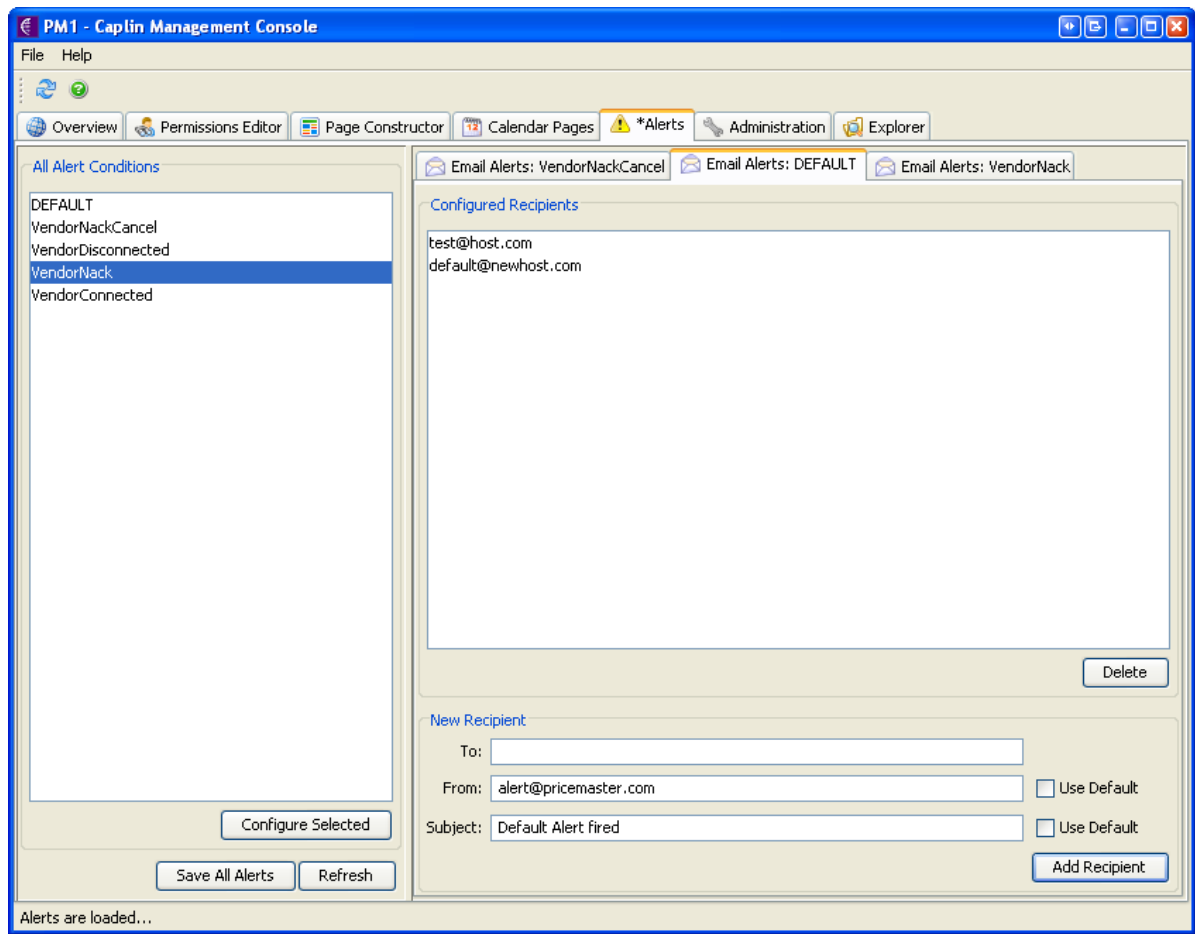 PM1 - Caplin Management Console
File Help
Overview Permissions Editor Page Constructor 12 Calendar Pages *Alerts Administration Explorer
All Alert Conditions
DEFAULT
VendorNackCancel
VendorDisconnected
VendorNack
VendorConnected
Configure Selected
Save All Alerts Refresh
Email Alerts: VendorNackCancel Email Alerts: DEFAULT Email Alerts: VendorNack
Configured Recipients
test@host.com
default@newhost.com
Delete
New Recipient
To:
From: alert@pricemaster.com Use Default
Subject: Default Alert fired Use Default
Add Recipient
Alerts are loaded...